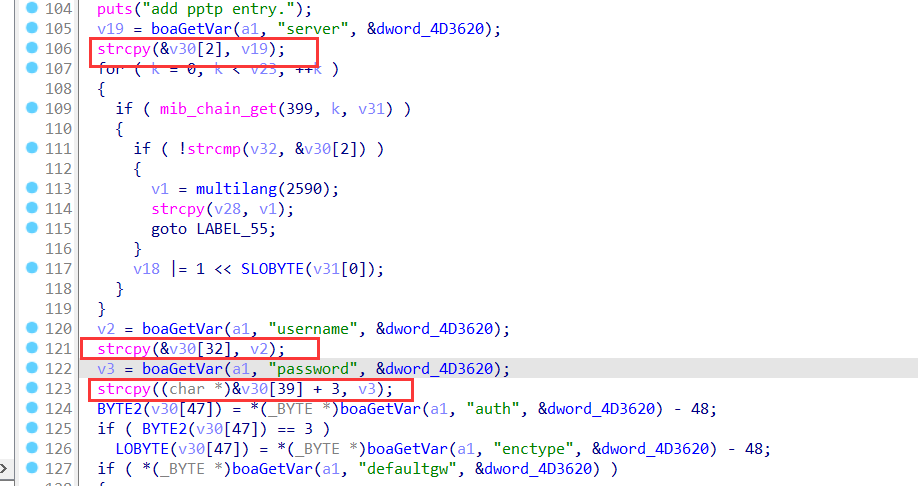 104 puts("add pptp entry.");
105 v19 = boaGetVar(a1, "server", &dword_4D3620);
106 strcpy(&v30[2], v19);
107 for ( k = 0; k < v23; ++k )
108 {
109 if ( mib_chain_get(399, k, v31) )
110 {
111 if ( !strcmp(v32, &v30[2]) )
112 {
113 v1 = multilang(2590);
114 strcpy(v28, v1);
115 goto LABEL_55;
116 }
117 v18 |= 1 << SLOBYTE(v31[0]);
118 }
119 }
120 v2 = boaGetVar(a1, "username", &dword_4D3620);
121 strcpy(&v30[32], v2);
122 v3 = boaGetVar(a1, "password", &dword_4D3620);
123 strcpy((char *)&v30[39] + 3, v3);
124 BYTE2(v30[47]) = *(_BYTE *)boaGetVar(a1, "auth", &dword_4D3620) - 48;
125 if ( BYTE2(v30[47]) == 3 )
126 LOBYTE(v30[47]) = *(_BYTE *)boaGetVar(a1, "enctype", &dword_4D3620) - 48;
127 if ( *(_BYTE *)boaGetVar(a1, "defaultgw", &dword_4D3620) )